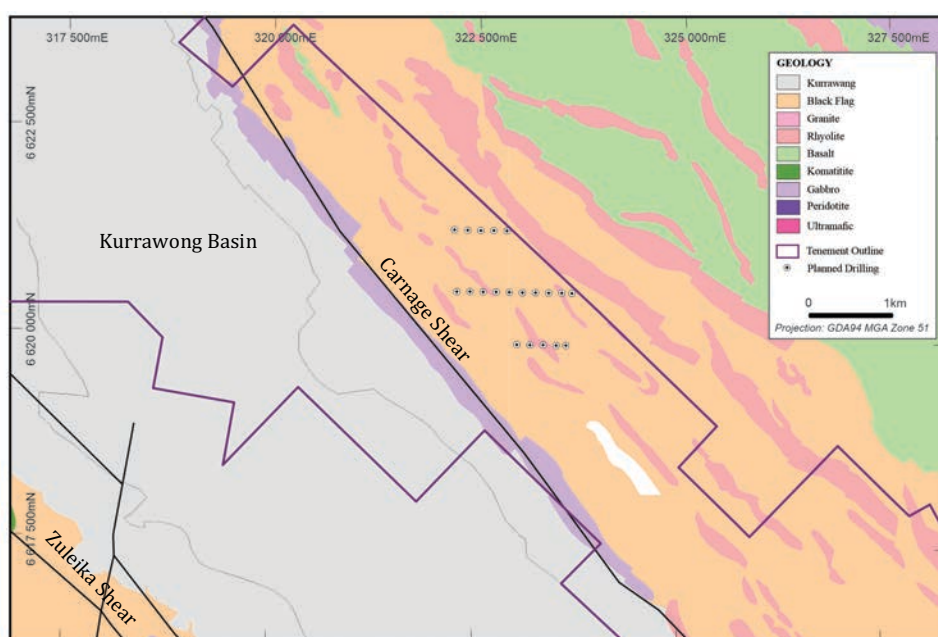 317 500mE
320 000mE
322 500mE
325 000mE
327 500mE
6 622 500mN
6 620 000mN
6 617 500mN
Kurrawong Basin
Carnage Shear
Zuleika Shear
GEOLOGY
Kurrawang
Black Flag
Granite
Rhyolite
Basalt
Komatitite
Gabbro
Peridotite
Ultramafic
Tenement Outline
Planned Drilling
0 1km
Projection: GDA94 MGA Zone 51